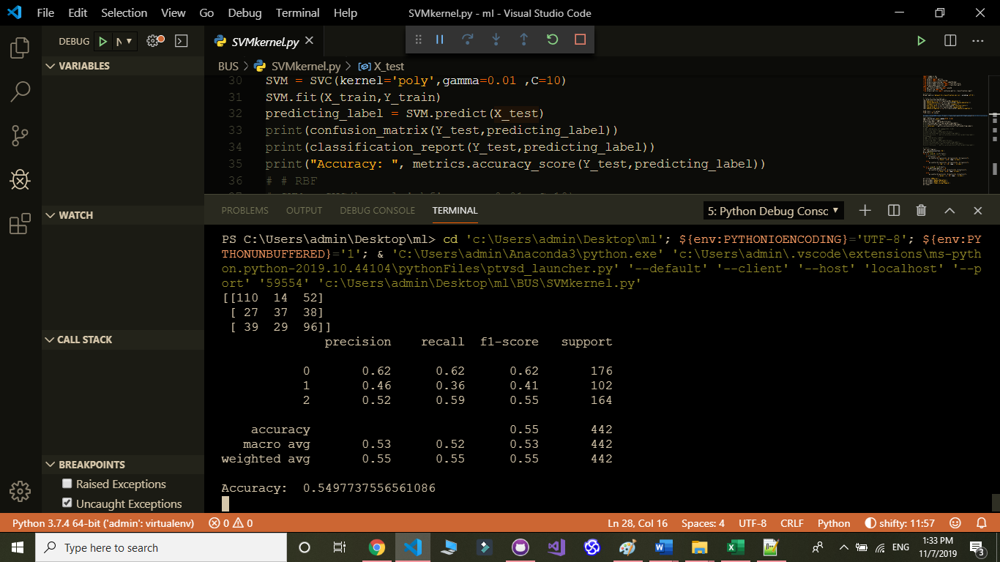 File Edit Selection View Go Debug Terminal Help SVMkernel.py - ml - Visual Studio Code
DEBUG N
SVMkernel.py
VARIABLES
BUS > SVMkernel.py > X_test
30 SVM = SVC(kernel='poly',gamma=0.01 ,C=10)
31 SVM.fit(X_train,Y_train)
32 predicting_label = SVM.predict(X_test)
33 print(confusion_matrix(Y_test,predicting_label))
34 print(classification_report(Y_test,predicting_label))
35 print("Accuracy: ", metrics.accuracy_score(Y_test,predicting_label))
36 # # RBF
WATCH
CALL STACK
BREAKPOINTS
Raised Exceptions
Uncaught Exceptions
PROBLEMS OUTPUT DEBUG CONSOLE TERMINAL 5: Python Debug Consc
PS C:\Users\admin\Desktop\ml> cd 'c:\Users\admin\Desktop\ml'; ${env:PYTHONIOENCODING}='UTF-8'; ${env:PY
THONUNBUFFERED}='1'; & 'C:\Users\admin\Anaconda3\python.exe' 'c:\Users\admin\.vscode\extensions\ms-pyth
on.python-2019.10.44104\pythonFiles\ptvsd_launcher.py' '--default' '--client' '--host' 'localhost' '--p
ort' '59554' 'c:\Users\admin\Desktop\ml\BUS\SVMkernel.py'
[[110 14 52]
[ 27 37 38]
[ 39 29 96]]
precision recall f1-score support
0 0.62 0.62 0.62 176
1 0.46 0.36 0.41 102
2 0.52 0.59 0.55 164
accuracy 0.55 442
macro avg 0.53 0.52 0.53 442
weighted avg 0.55 0.55 0.55 442
Accuracy: 0.5497737556561086
Python 3.7.4 64-bit ('admin': virtualenv) 0 0 Ln 28, Col 16 Spaces: 4 UTF-8 CRLF Python shifty: 11:57
Type here to search
ENG
1:33 PM
11/7/2019
3